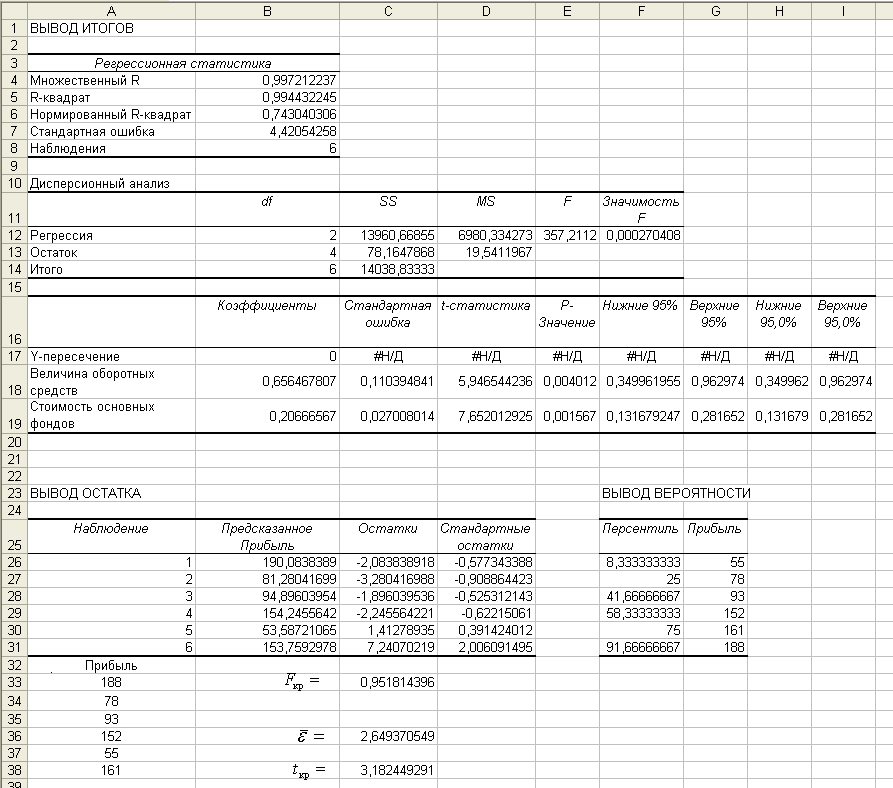 A B C D E F G H I
1 ВЫВОД ИТОГОВ
2
3 Регрессионная статистика
4 Множественный R 0,997212237
5 R-квадрат 0,994432245
6 Нормированный R-квадрат 0,743040306
7 Стандартная ошибка 4,42054258
8 Наблюдения 6
9
10 Дисперсионный анализ
11 df SS MS F Значимость F
12 Регрессия 2 13960,66855 6980,334273 357,2112 0,000270408
13 Остаток 4 78,1647868 19,5411967
14 Итого 6 14038,83333
15
16 Коэффициенты Стандартная ошибка t-статистика P-Значение Нижние 95% Верхние 95% Нижние 95,0% Верхние 95,0%
17 Y-пересечение 0 #Н/Д #Н/Д #Н/Д #Н/Д #Н/Д #Н/Д #Н/Д
18 Величина оборотных средств 0,656467807 0,110394841 5,946544236 0,004012 0,349961955 0,962974 0,349962 0,962974
19 Стоимость основных фондов 0,20666567 0,027008014 7,652012925 0,001567 0,131679247 0,281652 0,131679 0,281652
20
21
22
23 ВЫВОД ОСТАТКА ВЫВОД ВЕРОЯТНОСТИ
24
25 Наблюдение Предсказанное Прибыль Остатки Стандартные остатки Персентиль Прибыль
26 1 190,0838389 -2,083838918 -0,577343388 8,333333333 55
27 2 81,28041699 -3,280416988 -0,908864423 25 78
28 3 94,89603954 -1,896039536 -0,525312143 41,66666667 93
29 4 154,2455642 -2,245564221 -0,62215061 58,33333333 152
30 5 53,58721065 1,41278935 0,391424012 75 161
31 6 153,7592978 7,24070219 2,006091495 91,66666667 188
32 Прибыль
33 188 Fкр = 0,951814396
34 78
35 93
36 152 ε̅ = 2,649370549
37 55
38 161 tкр = 3,182449291
39